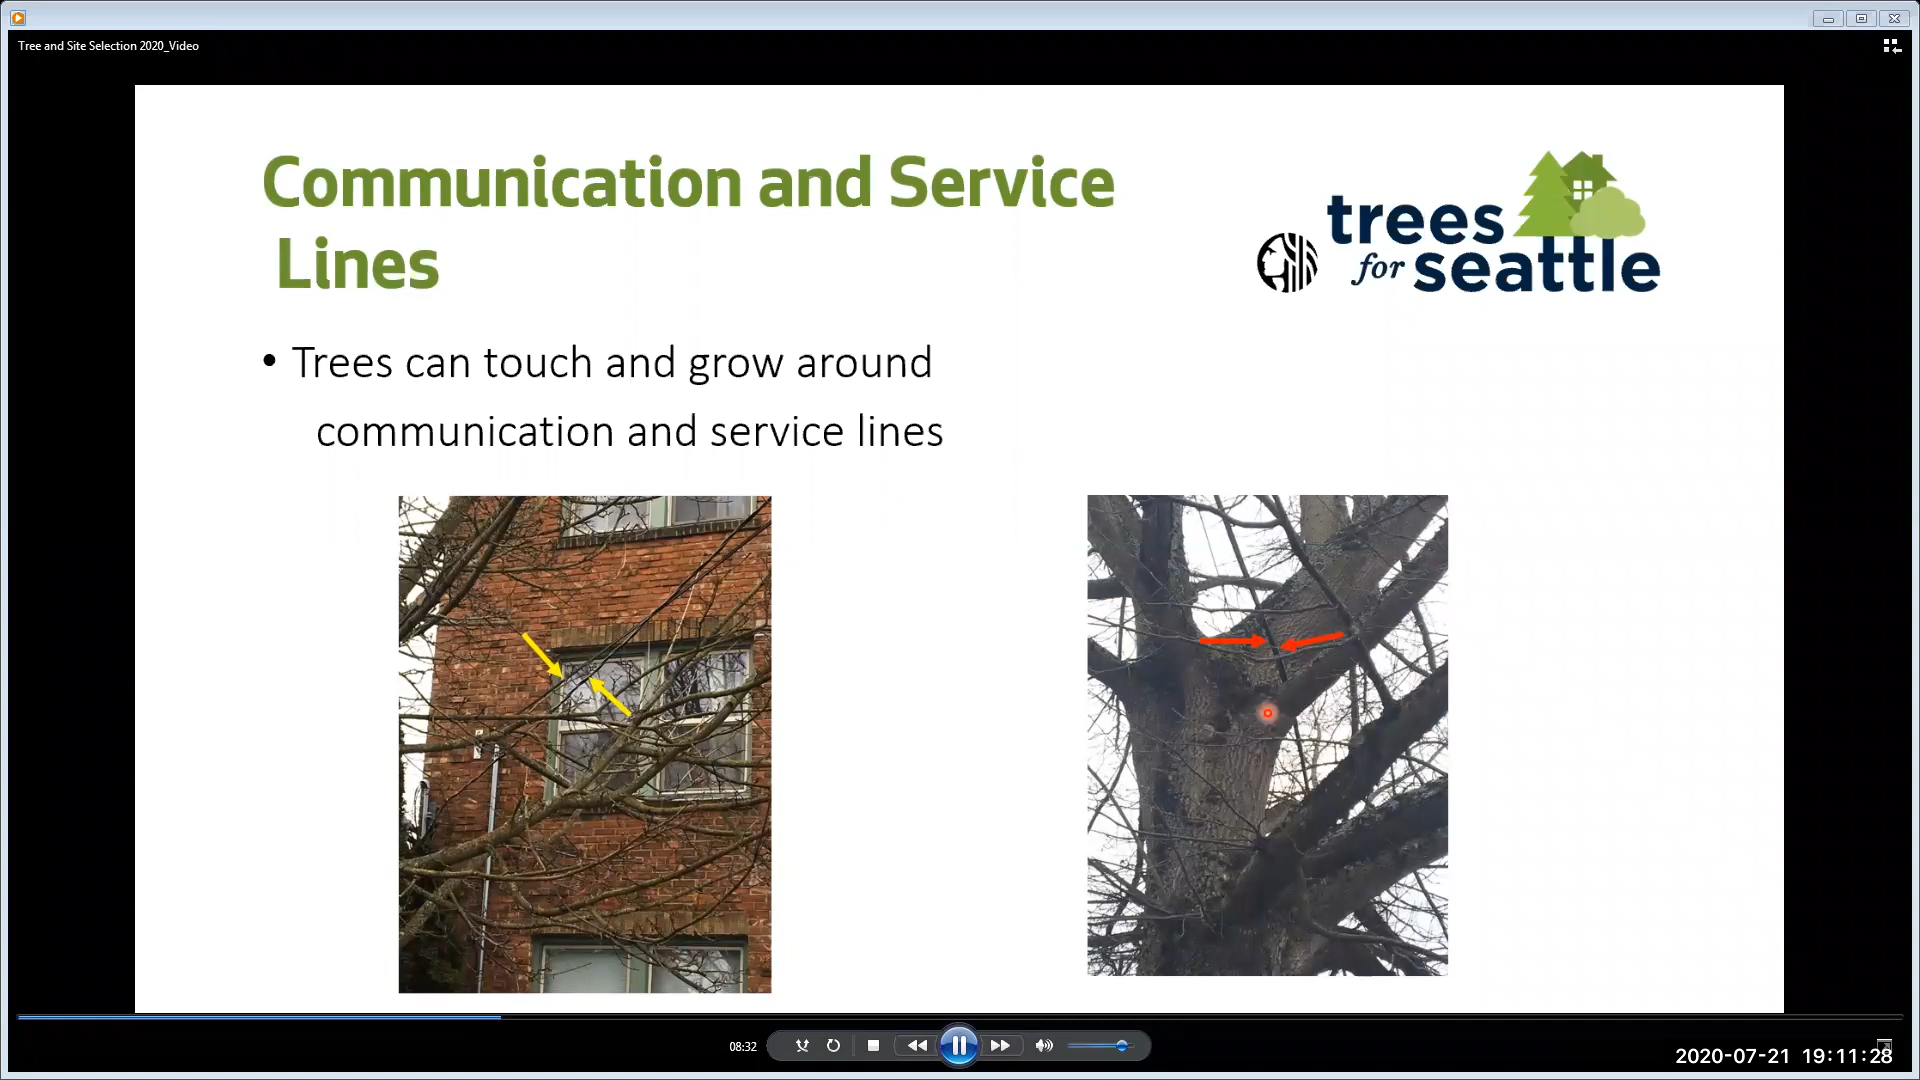 Tree and Site Selection 2020_Video
Communication and Service
Lines
trees
for seattle
• Trees can touch and grow around
communication and service lines
08:32
2020-07-21 19:11:28